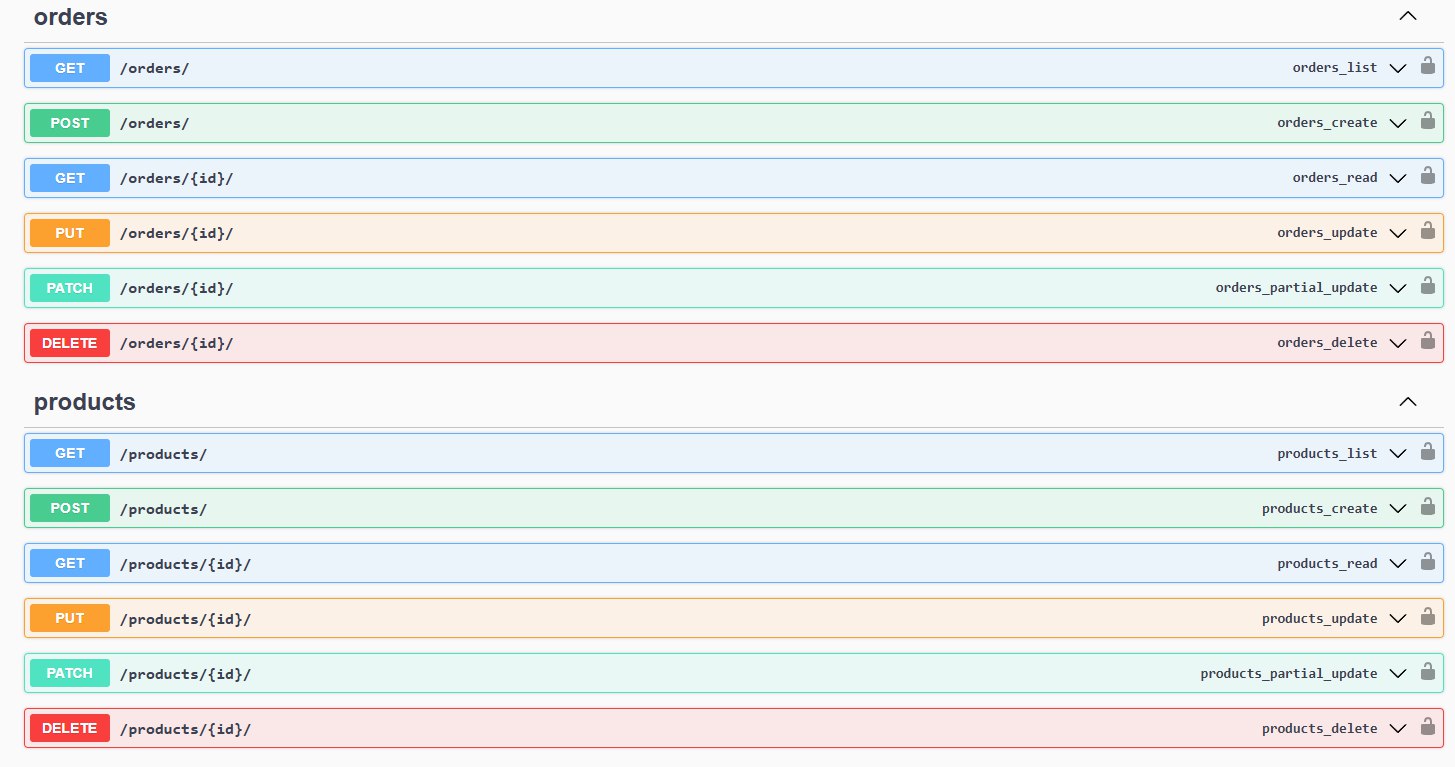 orders
GET /orders/ orders_list
POST /orders/ orders_create
GET /orders/{id}/ orders_read
PUT /orders/{id}/ orders_update
PATCH /orders/{id}/ orders_partial_update
DELETE /orders/{id}/ orders_delete
products
GET /products/ products_list
POST /products/ products_create
GET /products/{id}/ products_read
PUT /products/{id}/ products_update
PATCH /products/{id}/ products_partial_update
DELETE /products/{id}/ products_delete